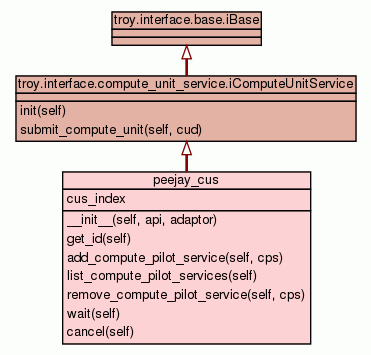 troy.interface.base.iBase
troy.interface.compute_unit_service.iComputeUnitService
init(self)
submit_compute_unit(self, cud)
peejay_cus
cus_index
__init__(self, api, adaptor)
get_id(self)
add_compute_pilot_service(self, cps)
list_compute_pilot_services(self)
remove_compute_pilot_service(self, cps)
wait(self)
cancel(self)